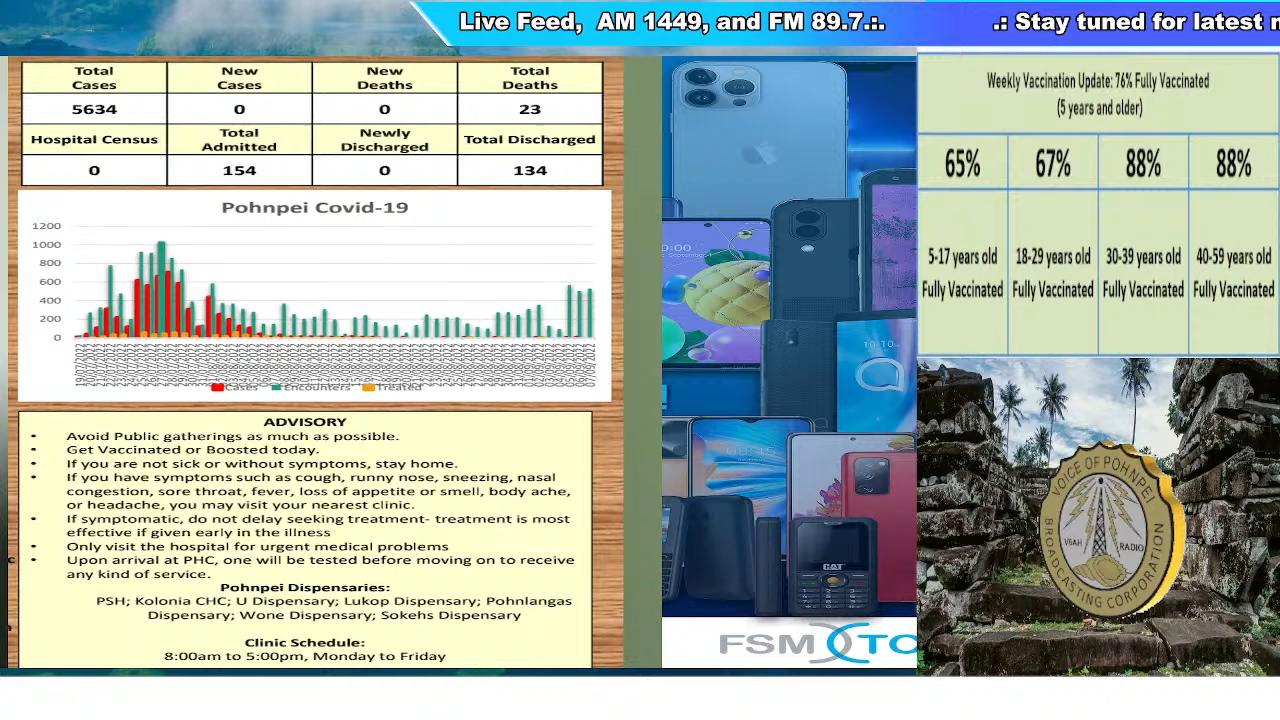 Live Feed, AM 1449, and FM 89.7.:.
.: Stay tuned for latest
Total Cases
New Cases
New Deaths
Total Deaths
5634
0
0
23
Hospital Census
Total Admitted
Newly Discharged
Total Discharged
0
154
0
134
Pohnpei Covid-19
1200
1000
800
600
400
200
0
Cases
Encounters
Treated
ADVISORY
• Avoid Public gatherings as much as possible.
• Get Vaccinated or Boosted today.
• If you are not sick or without symptoms, stay home.
• If you have symptoms such as cough, runny nose, sneezing, nasal
congestion, sore throat, fever, loss of appetite or smell, body ache,
or headache, you may visit your nearest clinic.
• If symptomatic, do not delay seeking treatment- treatment is most
effective if given early in the illness
• Only visit the hospital for urgent medical problems
• Upon arrival at PHC, one will be tested before moving on to receive
any kind of service.
Pohnpei Dispensaries:
PSH; Kolonia CHC; U Dispensary; Lukop Dispensary; Pohnlangas
Dispensary; Wone Dispensary; Sokehs Dispensary
Clinic Schedule:
8:00am to 5:00pm, Monday to Friday
10:10
08:15
CAT
FSM TC
Weekly Vaccination Update: 76% Fully Vaccinated
(5 years and older)
65%
67%
88%
88%
5-17 years old
Fully Vaccinated
18-29 years old
Fully Vaccinated
30-39 years old
Fully Vaccinated
40-59 years old
Fully Vaccinated
VOICE OF POHNPEI
V6AH RADIO
BROADCASTING CORPORATION